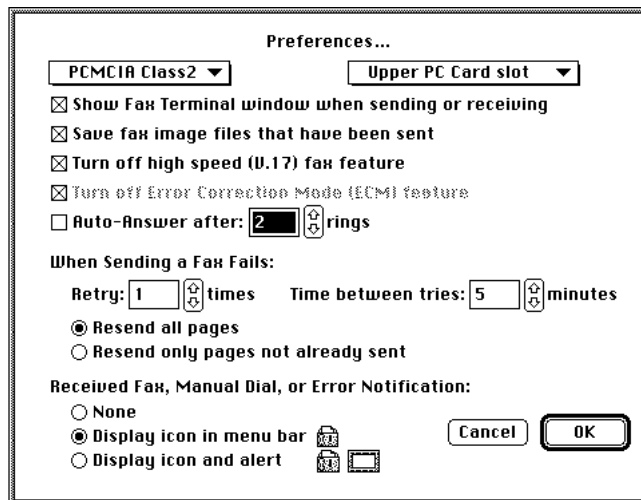 Preferences...
PCMCIA Class2 Upper PC Card slot
Show Fax Terminal window when sending or receiving
Save fax image files that have been sent
Turn off high speed (V.17) fax feature
Turn off Error Correction Mode (ECM) feature
Auto-Answer after: 2 rings
When Sending a Fax Fails:
Retry: 1 times Time between tries: 5 minutes
Resend all pages
Resend only pages not already sent
Received Fax, Manual Dial, or Error Notification:
None
Display icon in menu bar Cancel OK
Display icon and alert